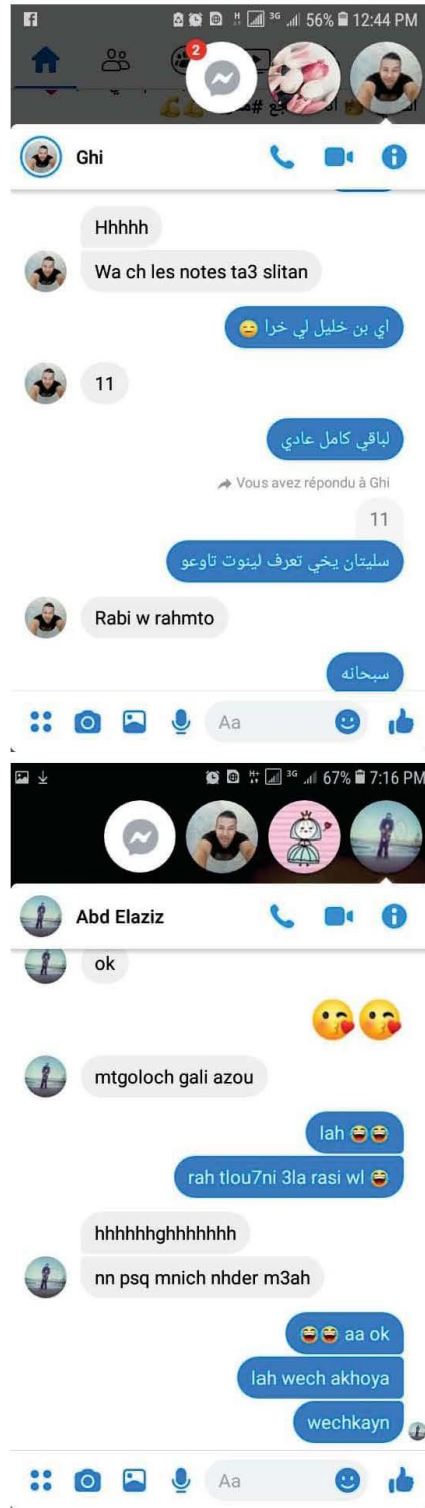 3G 56% 12:44 PM
2
Ghi
Hhhhh
Wa ch les notes ta3 slitan
اي بن خليل لي خرا 😑
11
لباقي كامل عادي
Vous avez répondu à Ghi
11
سليتان يخي تعرف لينوت تاوعو
Rabi w rahmto
سبحانه
Aa
H+ 3G 67% 7:16 PM
Abd Elaziz
ok
😘😘
mtgoloch gali azou
lah 😂😂
rah tlou7ni 3la rasi wl 😂
hhhhhhghhhhhhh
nn psq mnich nhder m3ah
😂😂 aa ok
lah wech akhoya
wechkayn
Aa